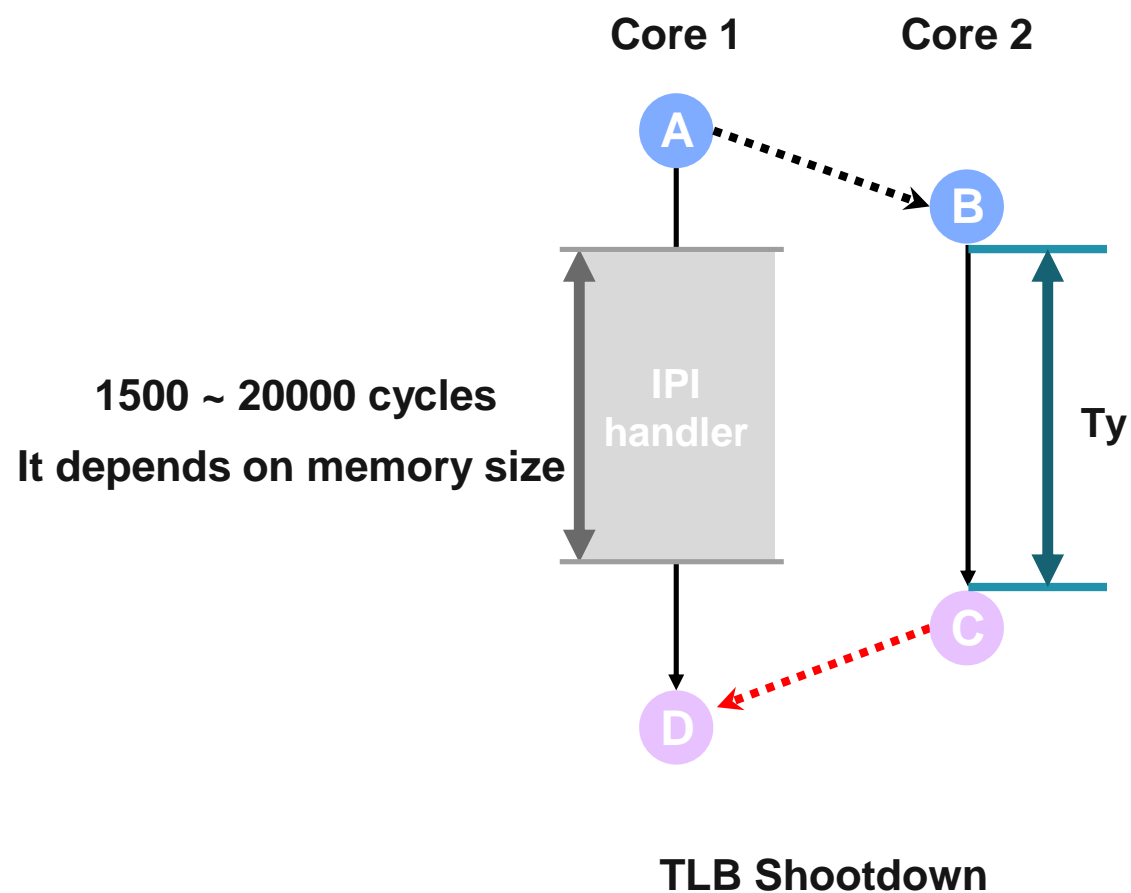 Core 1
Core 2
A
B
1500 ~ 20000 cycles
It depends on memory size
IPI
handler
Ty
C
D
TLB Shootdown